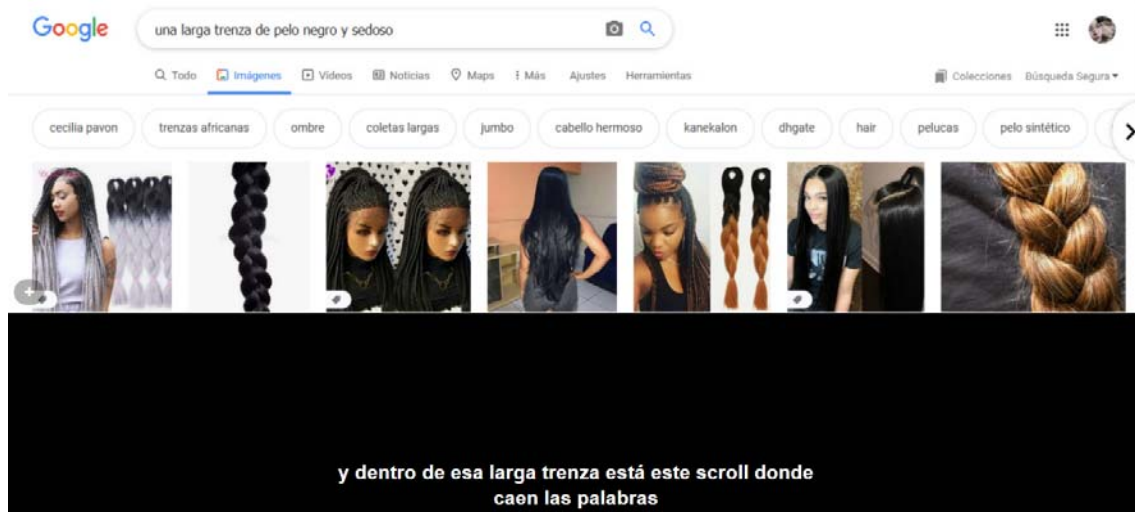 Google
una larga trenza de pelo negro y sedoso
Todo Imágenes Vídeos Noticias Maps Más Ajustes Herramientas Colecciones Búsqueda Segura
cecilia pavon trenzas africanas ombre coletas largas jumbo cabello hermoso kanekalon dhgate hair pelucas pelo sintético
y dentro de esa larga trenza está este scroll donde
caen las palabras